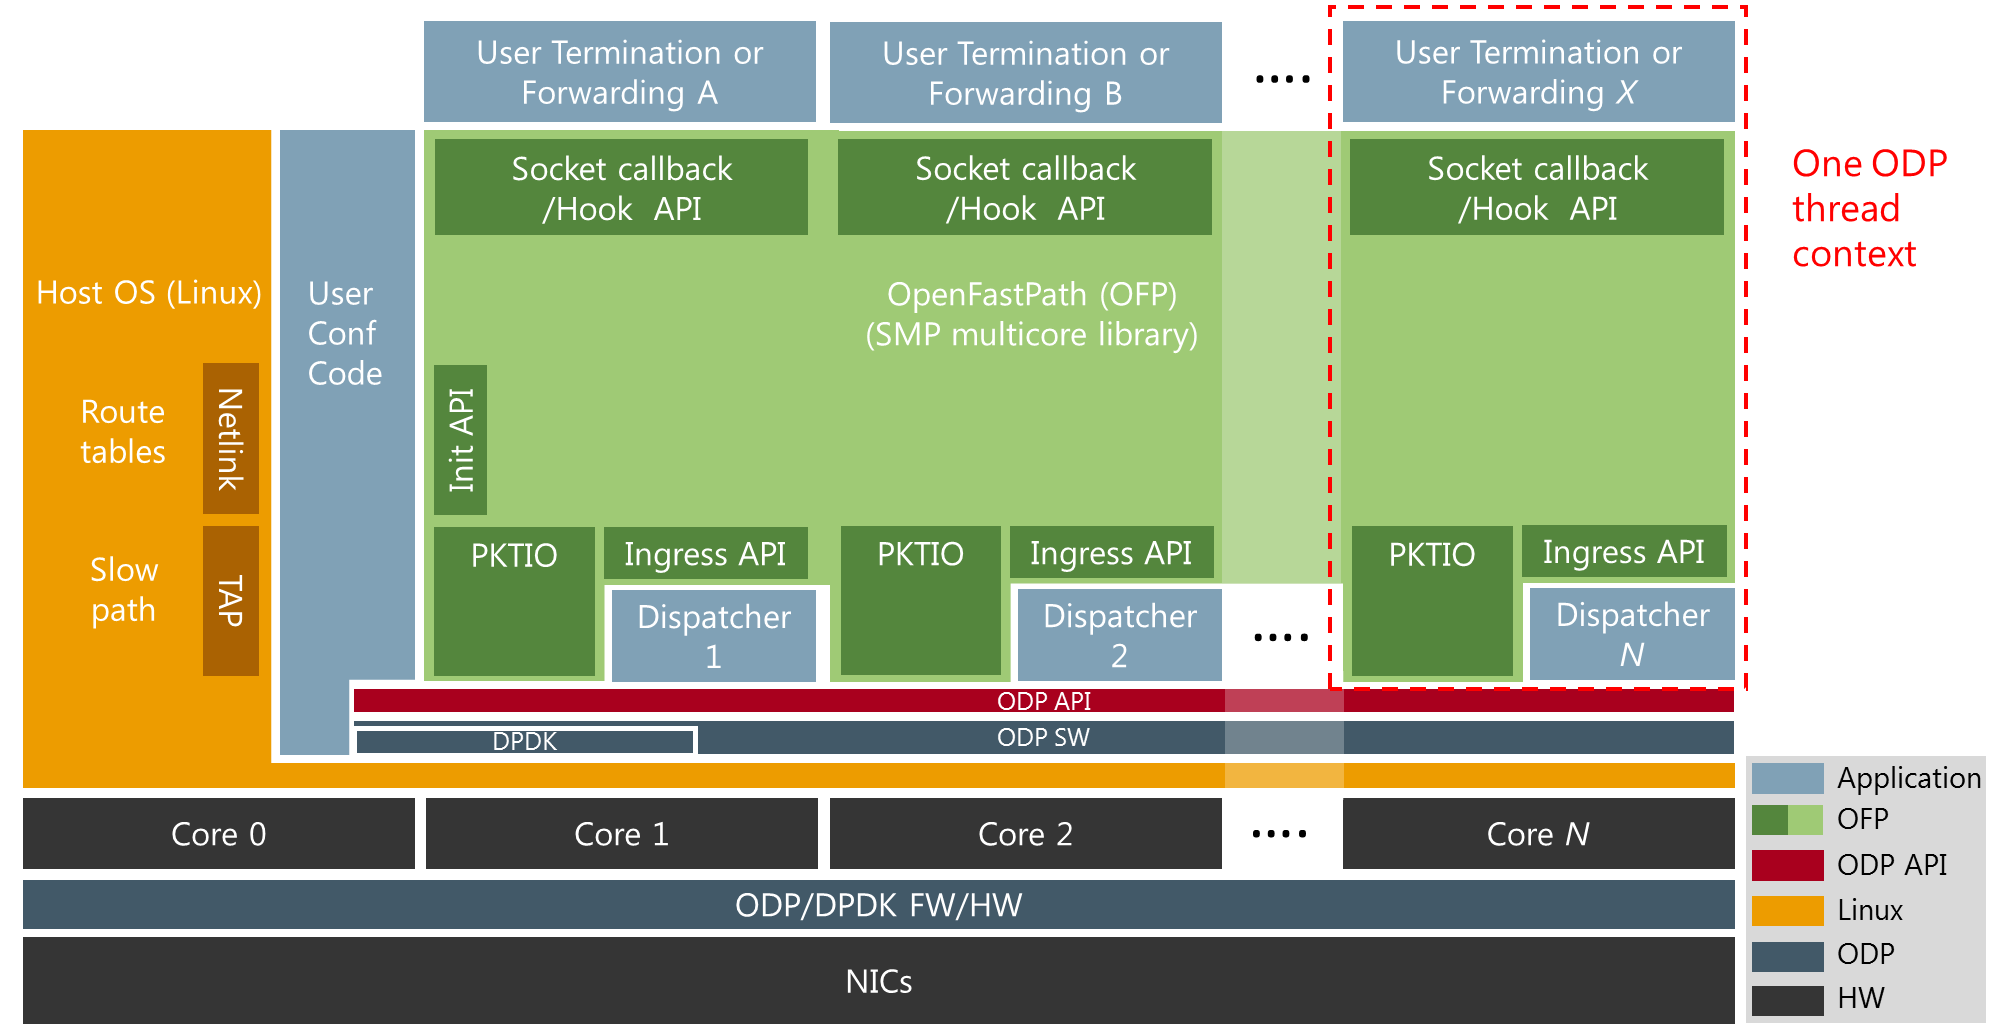 User Termination or
Forwarding A
User Termination or
Forwarding B
....
User Termination or
Forwarding X
One ODP
thread
context
Socket callback
/Hook API
Socket callback
/Hook API
Socket callback
/Hook API
Host OS (Linux)
User
Conf
Code
OpenFastPath (OFP)
(SMP multicore library)
Route
tables
Netlink
Init API
Slow
path
TAP
PKTIO
Ingress API
Dispatcher
1
PKTIO
Ingress API
Dispatcher
2
....
PKTIO
Ingress API
Dispatcher
N
ODP API
DPDK
ODP SW
Core 0
Core 1
Core 2
....
Core N
ODP/DPDK FW/HW
NICs
Application
OFP
ODP API
Linux
ODP
HW